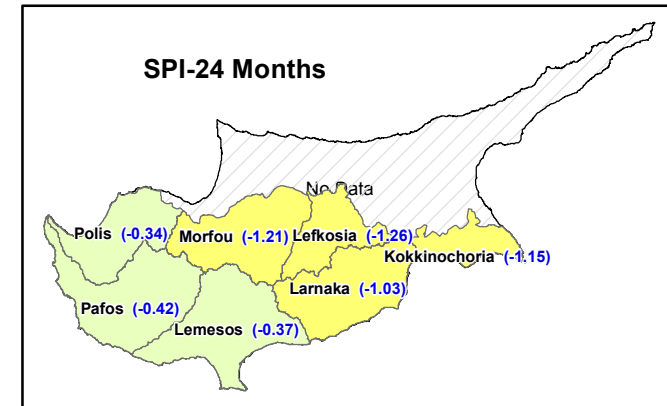 SPI-24 Months
No Data
Polis (-0.34)
Morfou (-1.21)
Lefkosia (-1.26)
Kokkinochoria (-1.15)
Larnaka (-1.03)
Pafos (-0.42)
Lemesos (-0.37)